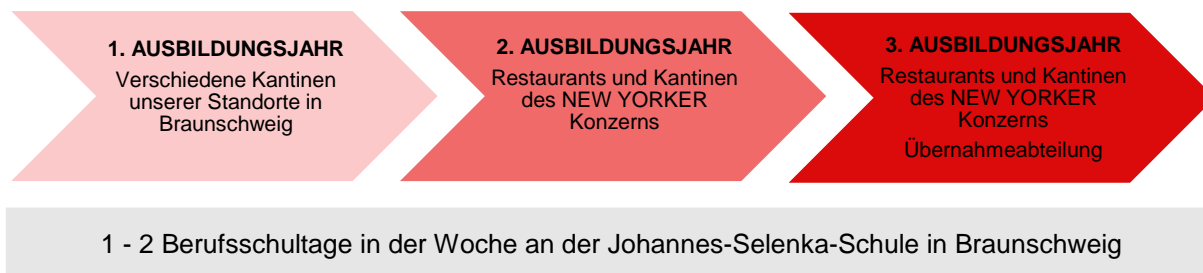 1. AUSBILDUNGSJAHR
Verschiedene Kantinen
unserer Standorte in
Braunschweig
2. AUSBILDUNGSJAHR
Restaurants und Kantinen
des NEW YORKER
Konzerns
3. AUSBILDUNGSJAHR
Restaurants und Kantinen
des NEW YORKER
Konzerns
Übernahmeabteilung
1 - 2 Berufsschultage in der Woche an der Johannes-Selenka-Schule in Braunschweig